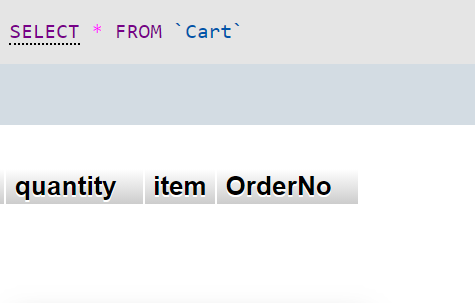 SELECT * FROM `Cart`
quantity item OrderNo